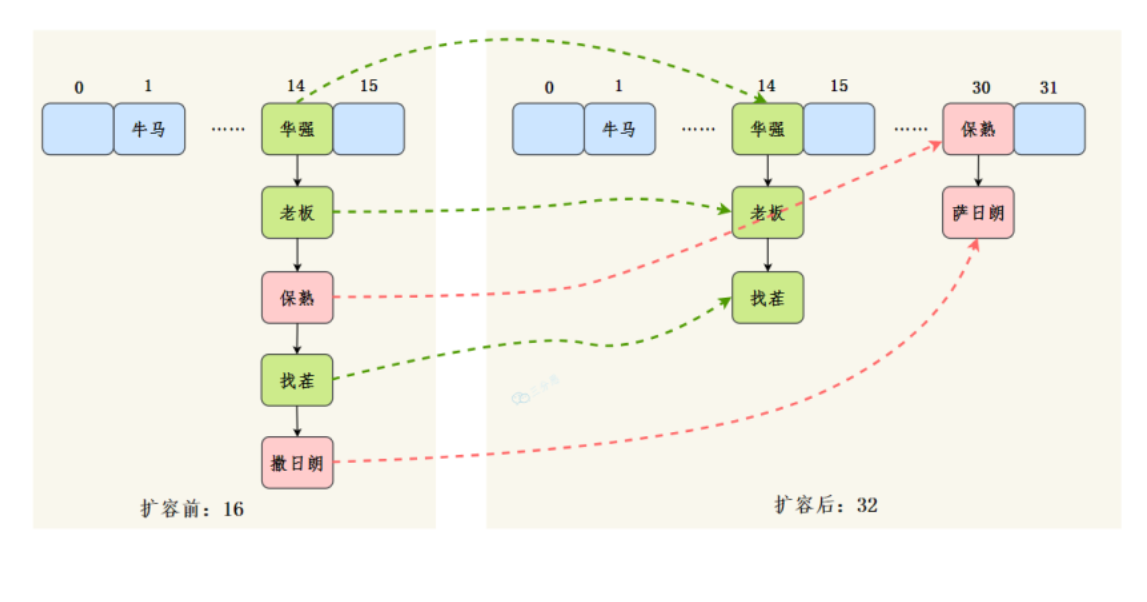 0 1 14 15
牛马 …… 华强
老板
保熟
找茬
撒日朗
扩容前：16
0 1 14 15 30 31
牛马 …… 华强 …… 保熟
老板 萨日朗
找茬
扩容后：32